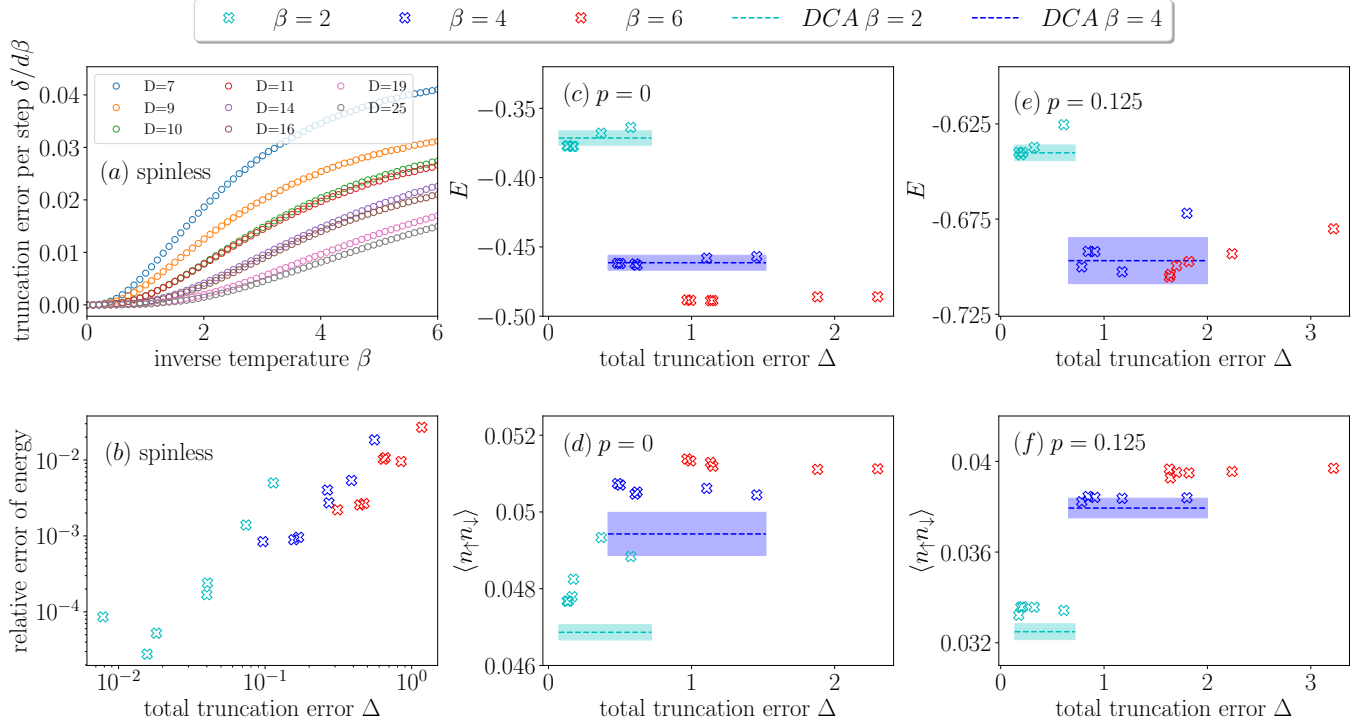 β = 2 β = 4 β = 6 DCA β = 2 DCA β = 4
truncation error per step δ/dβ
0.04
0.03
0.02
0.01
0.00
D=7 D=11 D=19
D=9 D=14 D=25
D=10 D=16
(a) spinless
0 2 4 6
inverse temperature β
E
−0.35
−0.40
−0.45
−0.50
(c) p = 0
0 1 2
total truncation error Δ
E
-0.625
-0.675
-0.725
(e) p = 0.125
0 1 2 3
total truncation error Δ
relative error of energy
10⁻²
10⁻³
10⁻⁴
(b) spinless
10⁻² 10⁻¹ 10⁰
total truncation error Δ
⟨n↑n↓⟩
0.052
0.05
0.048
0.046
(d) p = 0
0 1 2
total truncation error Δ
⟨n↑n↓⟩
0.04
0.036
0.032
(f) p = 0.125
0 1 2 3
total truncation error Δ